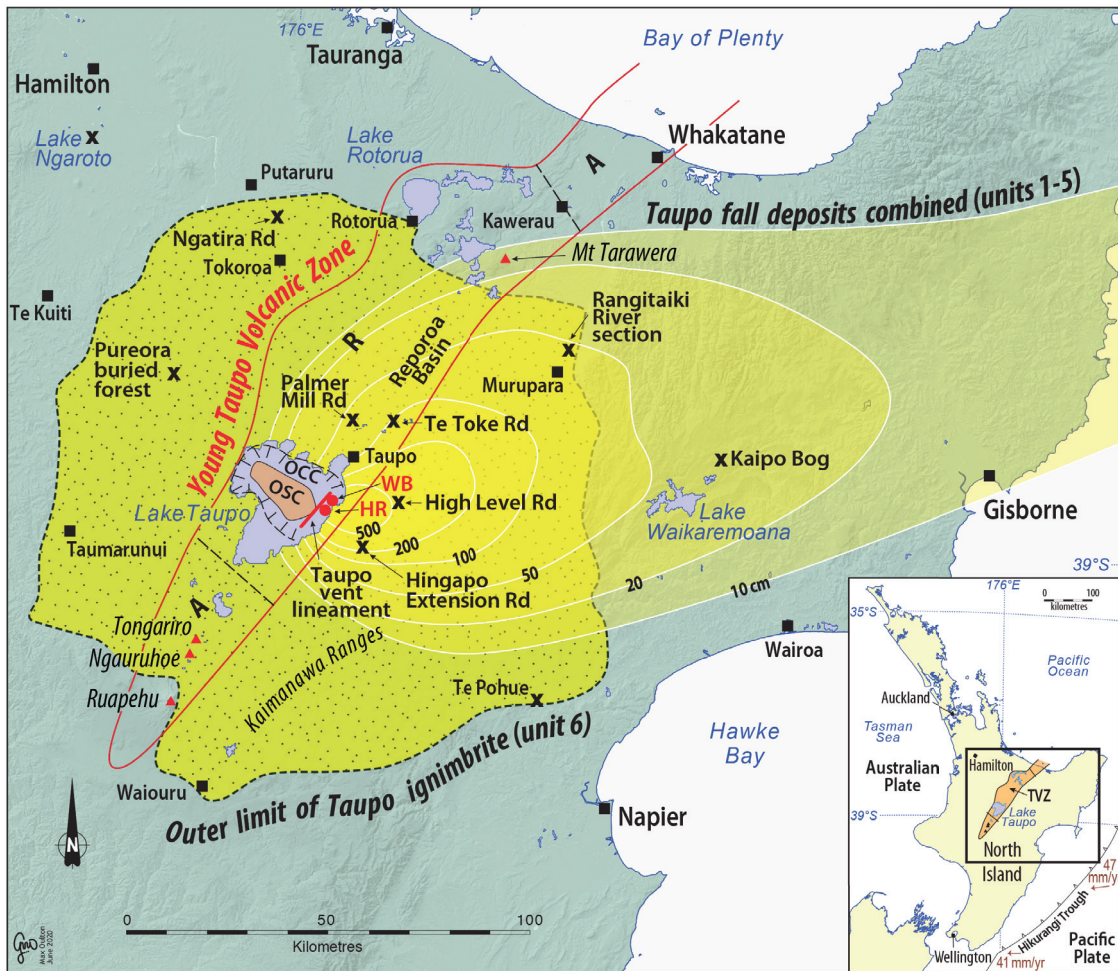 176°E
Tauranga
Bay of Plenty
Hamilton
Lake
Ngaroto
Lake
Rotorua
Whakatane
Putaruru
A
Rotorua
Kawerau
Taupo fall deposits combined (units 1-5)
Ngatira Rd
Tokoroa
Mt Tarawera
Te Kuiti
Young Taupo Volcanic Zone
R
Reporoa
Basin
Rangitaiki
River
section
Pureora
buried
forest
Palmer
Mill Rd
Murupara
Te Toke Rd
Taupo
Kaipo Bog
OCC
OSC
WB
HR
High Level Rd
Lake Taupo
Lake
Waikaremoana
Gisborne
Taumarunui
500
200
100
50
20
10 cm
39°S
Taupo
vent
lineament
Hingapo
Extension Rd
A
Tongariro
Ngauruhoe
Ruapehu
Kaimanawa Ranges
Te Pohue
Wairoa
Hawke
Bay
Waiouru
Outer limit of Taupo ignimbrite (unit 6)
Napier
N
0
50
100
Kilometres
Max Oulton
June 2020
176°E
0
100
kilometres
35°S
Pacific
Ocean
Auckland
Tasman
Sea
Hamilton
Australian
Plate
TVZ
Lake
Taupo
39°S
North
Island
47
mm/yr
Hikurangi Trough
Wellington
41 mm/yr
Pacific
Plate